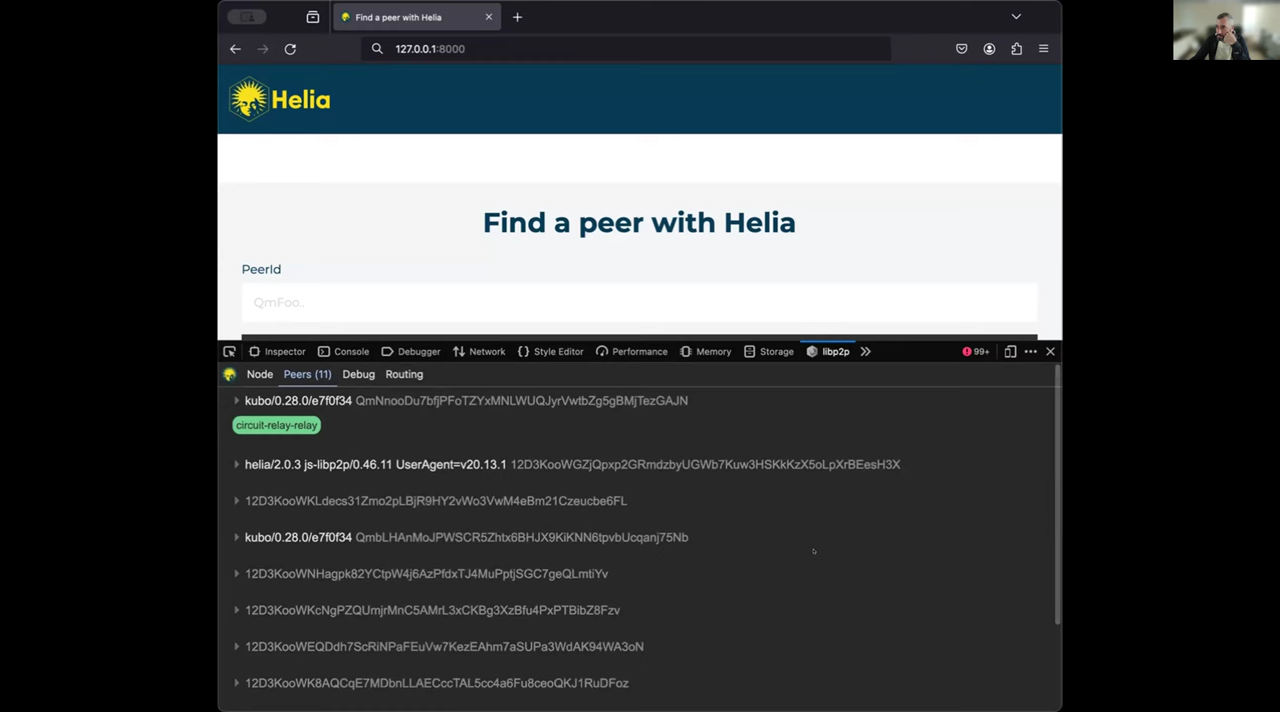 Find a peer with Helia
127.0.0.1:8000
Helia
Find a peer with Helia
PeerId
QmFoo..
Inspector Console Debugger Network Style Editor Performance Memory Storage libp2p 99+
Node Peers (11) Debug Routing
kubo/0.28.0/e7f0f34 QmNnooDu7bfjPFoTZYxMNLWUQJyrVwtbZg5gBMjTezGAJN
circuit-relay-relay
helia/2.0.3 js-libp2p/0.46.11 UserAgent=v20.13.1 12D3KooWGZjQpxp2GRmdzbyUGWb7Kuw3HSKkKzX5oLpXrBEesH3X
12D3KooWKLdecs31Zmo2pLBjR9HY2vWo3VwM4eBm21Czeucbe6FL
kubo/0.28.0/e7f0f34 QmbLHAnMoJPWSCR5Zhtx6BHJX9KiKNN6tpvbUcqanj75Nb
12D3KooWNHagpk82YCtpW4j6AzPfdxTJ4MuPptjSGC7geQLmtiYv
12D3KooWKcNgPZQUmjrMnC5AMrL3xCKBg3XzBfu4PxPTBibZ8Fzv
12D3KooWEQDdh7ScRiNPaFEuVw7KezEAhm7aSUPa3WdAK94WA3oN
12D3KooWK8AQCqE7MDbnLLAECccTAL5cc4a6Fu8ceoQKJ1RuDFoz